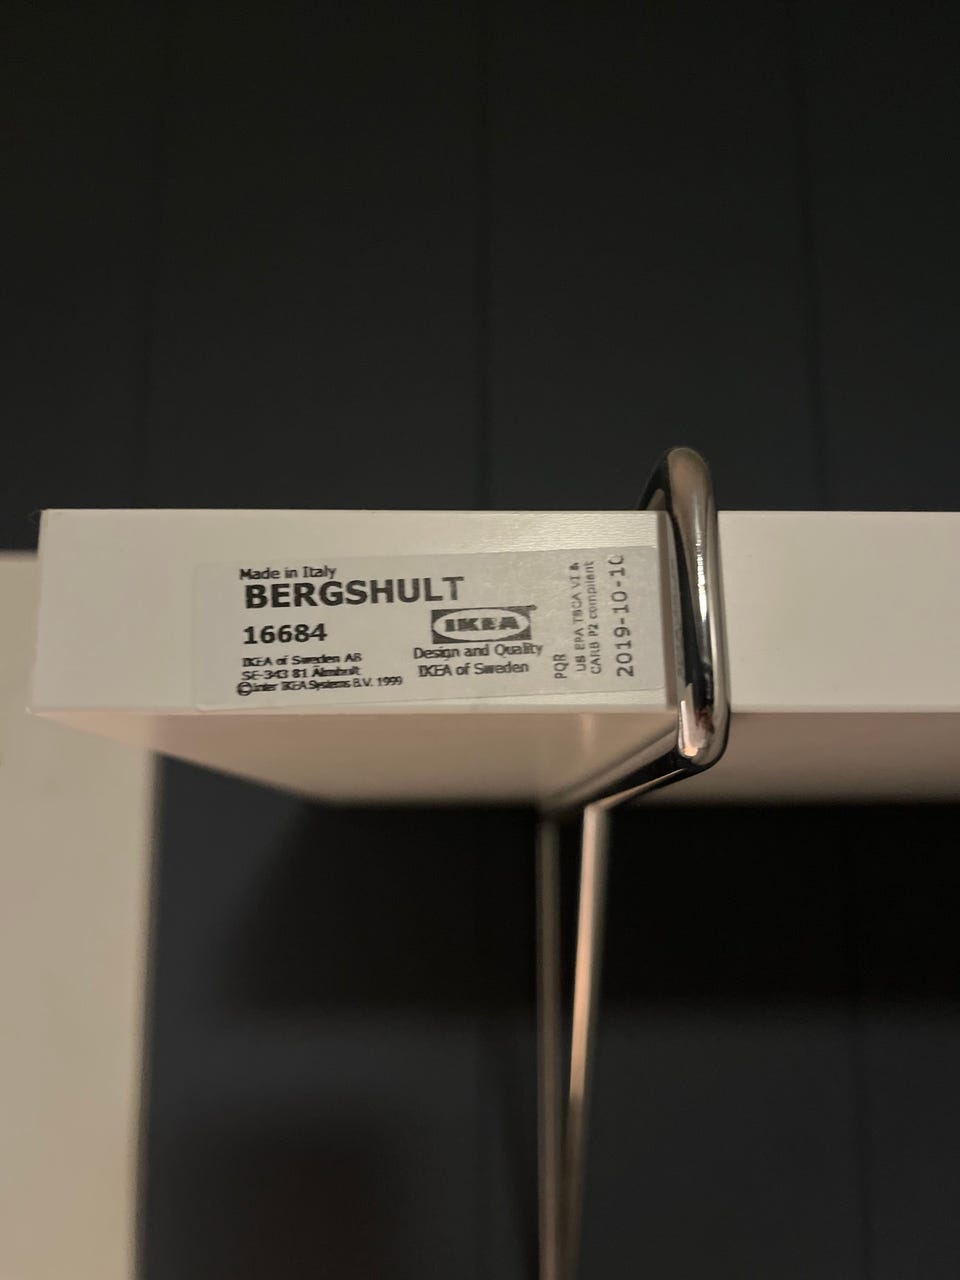 Made in Italy
BERGSHULT
16684
IKEA of Sweden AB
SE-343 81 Älmhult
© Inter IKEA Systems B.V. 1999
IKEA®
Design and Quality
IKEA of Sweden
PQR
US EPA TSCA VI &
CARB P2 compliant
2019-10-10